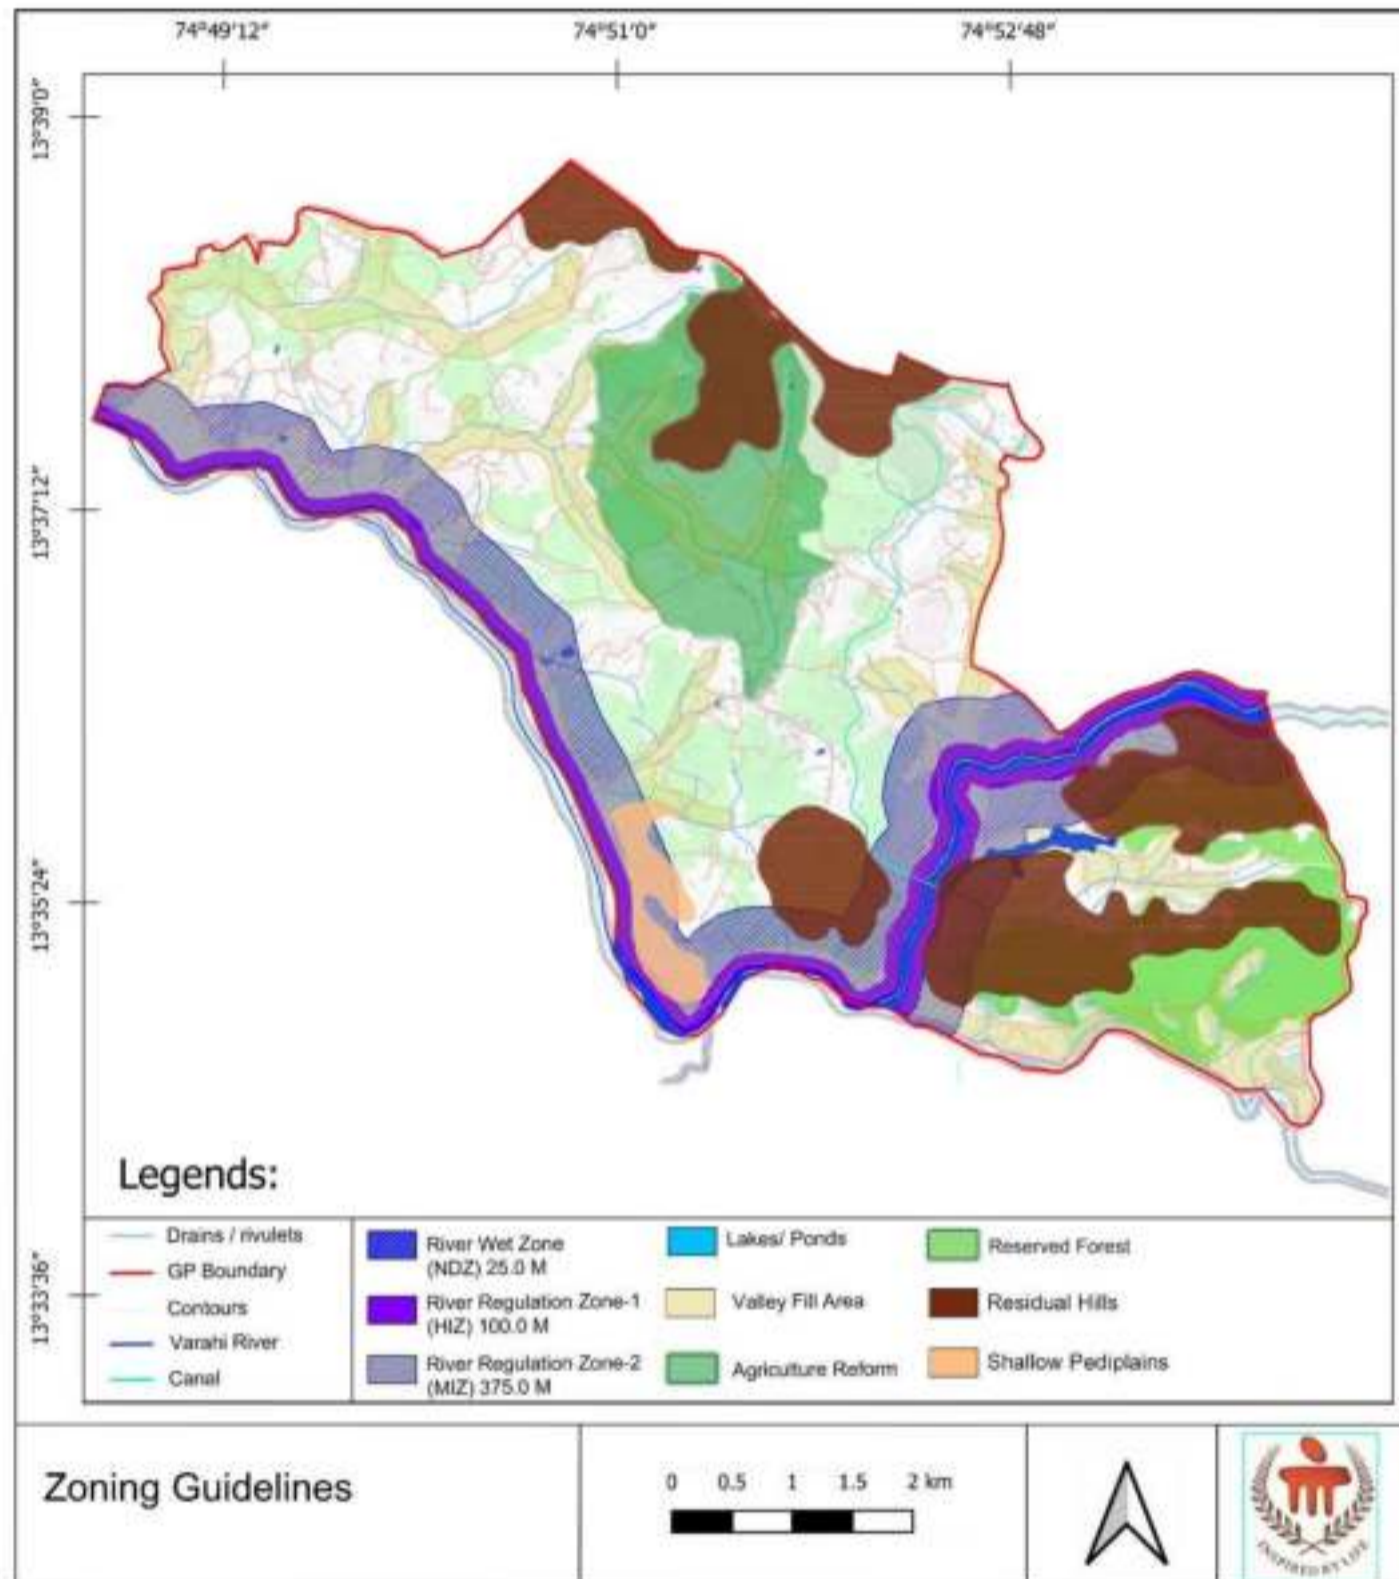 74°49'12"
74°51'0"
74°52'48"
13°39'0"
13°37'12"
13°35'24"
13°33'36"
Legends:
Drains / rivulets
GP Boundary
Contours
Varahi River
Canal
River Wet Zone
(NDZ) 25.0 M
River Regulation Zone-1
(HIZ) 100.0 M
River Regulation Zone-2
(MIZ) 375.0 M
Lakes/ Ponds
Valley Fill Area
Agriculture Reform
Reserved Forest
Residual Hills
Shallow Pediplains
Zoning Guidelines
0 0.5 1 1.5 2 km
INSPIRED BY LIFE